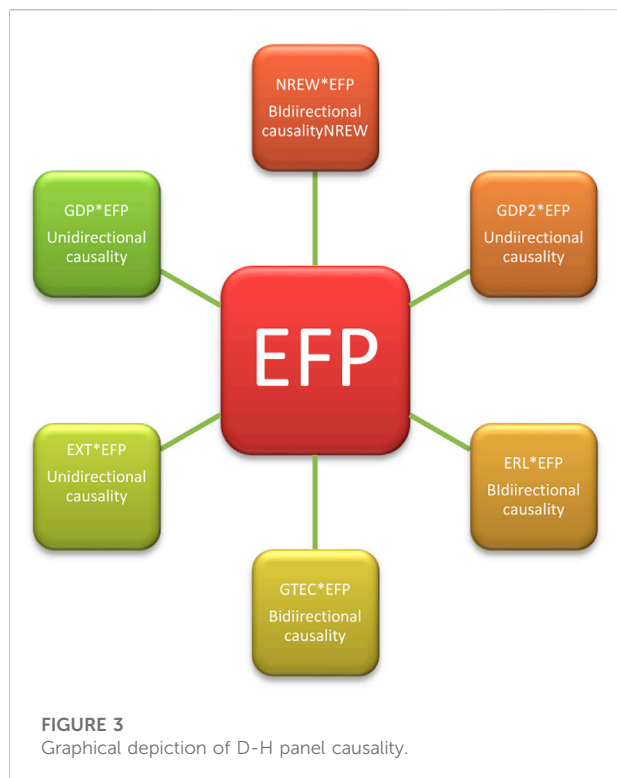 NREW*EFP
BIdiirectional
causalityNREW
GDP*EFP
Unidirectional
causality
GDP2*EFP
Undiirectional
causality
EFP
EXT*EFP
Unidirectional
causality
ERL*EFP
BIdiirectional
causality
GTEC*EFP
Bidiirectional
causality
FIGURE 3
Graphical depiction of D-H panel causality.